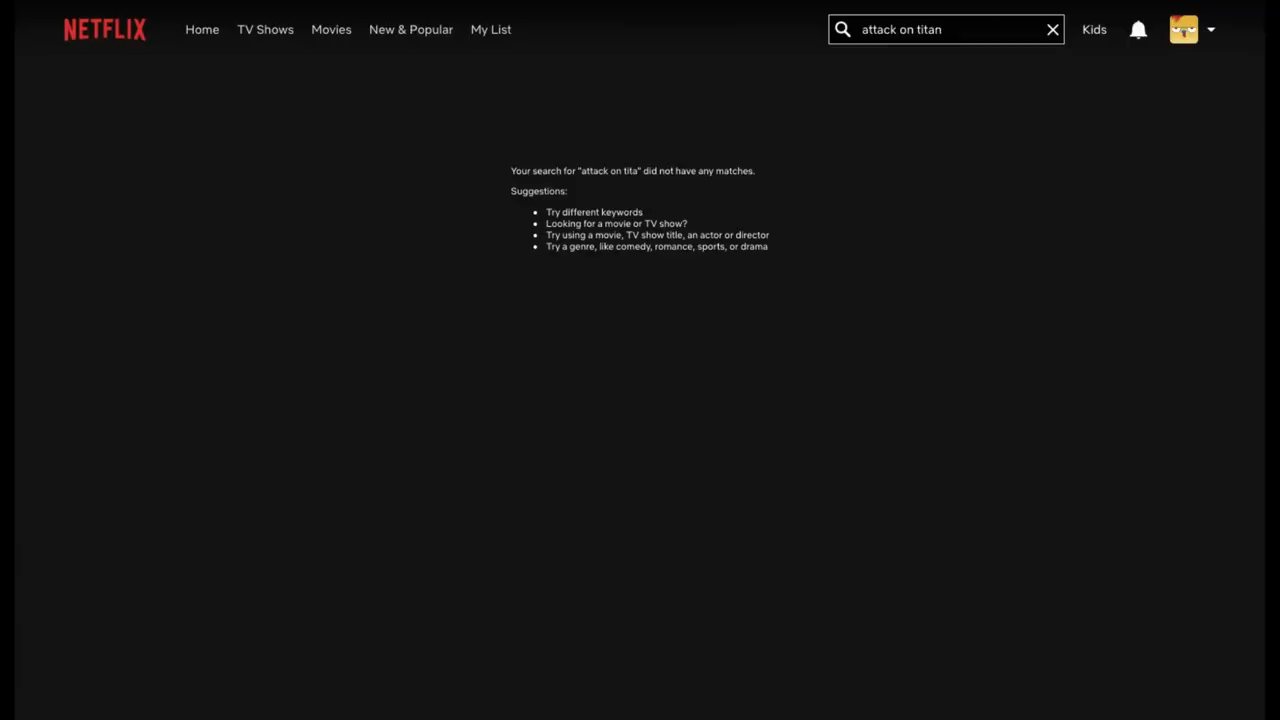 NETFLIX Home TV Shows Movies New & Popular My List attack on titan Kids
Your search for "attack on tita" did not have any matches.
Suggestions:
Try different keywords
Looking for a movie or TV show?
Try using a movie, TV show title, an actor or director
Try a genre, like comedy, romance, sports, or drama